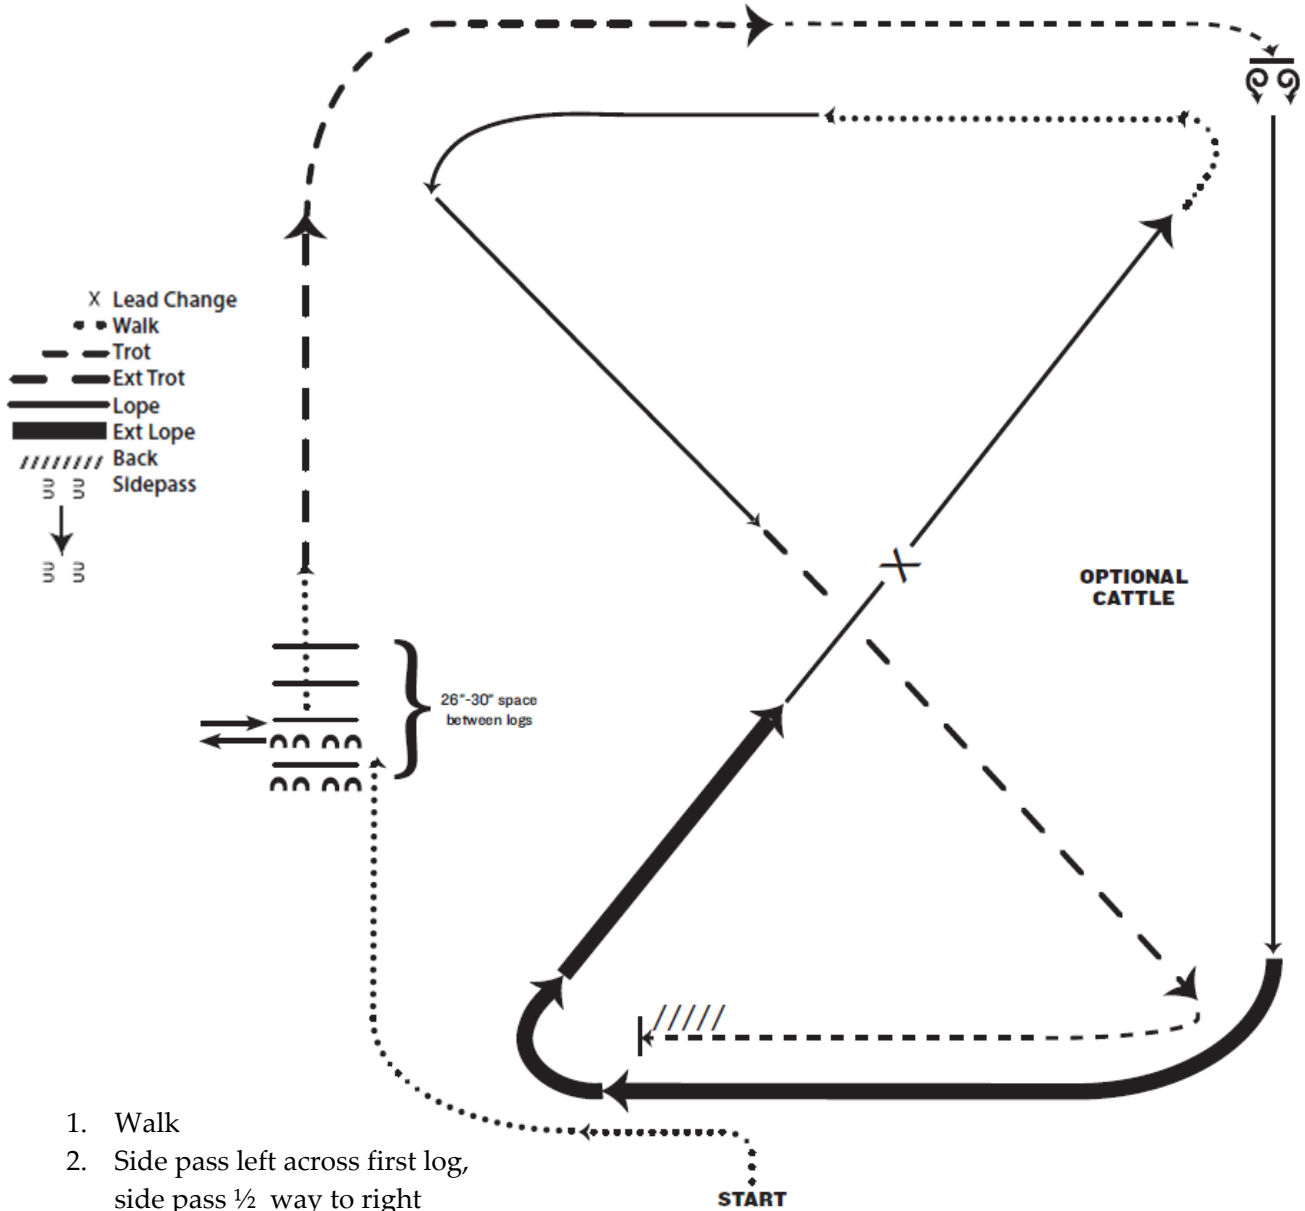 X Lead Change
Walk
Trot
Ext Trot
Lope
Ext Lope
Back
Sidepass
OPTIONAL
CATTLE
26"-30" space
between logs
X
1. Walk
2. Side pass left across first log,
side pass ½ way to right
START